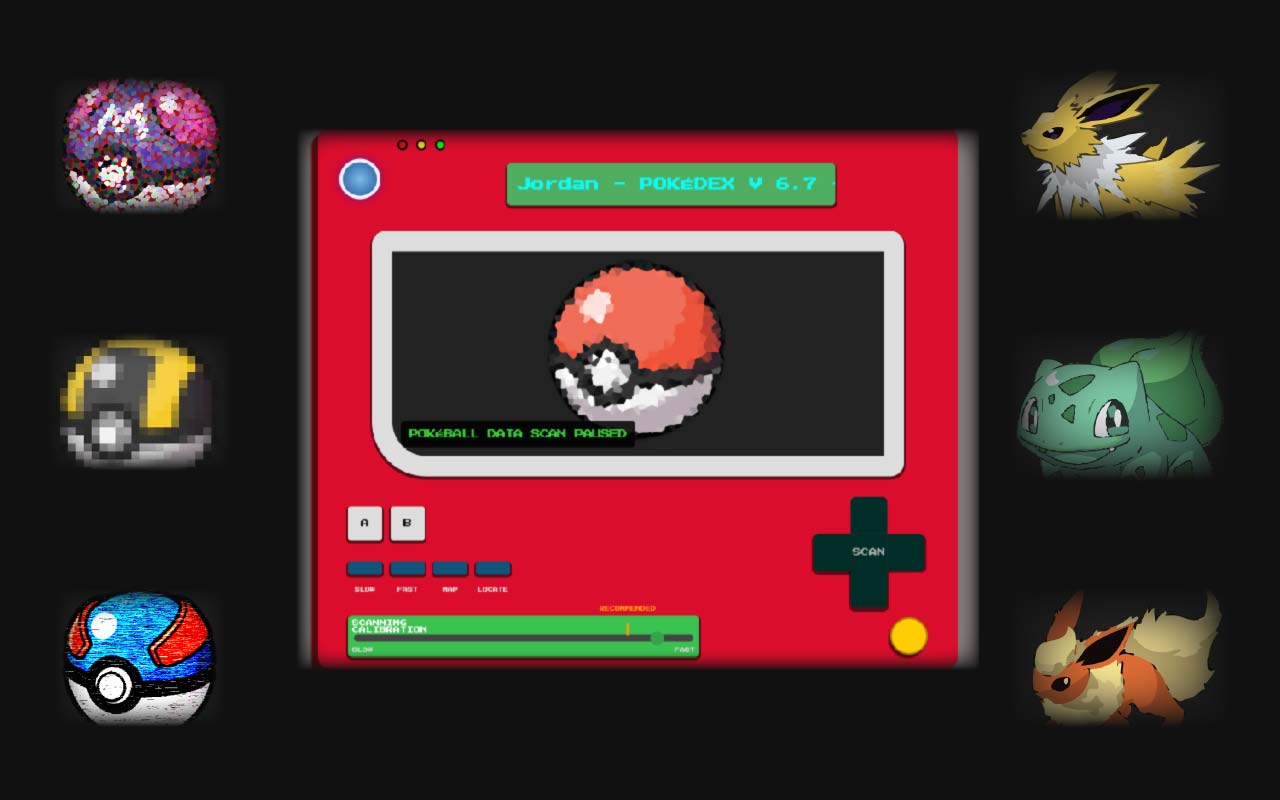 Jordan - POKéDEX V 6.7
POKéBALL DATA SCAN PAUSED
A B
SCAN
SLOW FAST MAP LOCATE
RECOMMENDED
SCANNING
CALIBRATION
SLOW FAST